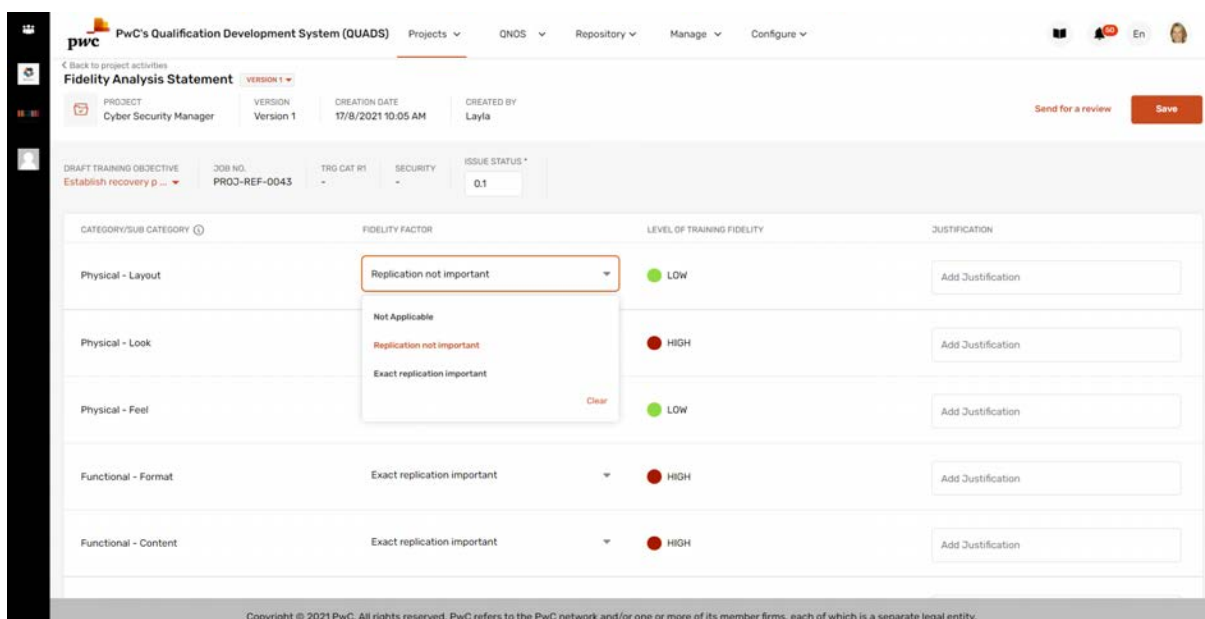 pwc PwC's Qualification Development System (QUADS) Projects QNOS Repository Manage Configure 60 En
Back to project activities
Fidelity Analysis Statement VERSION 1
PROJECT VERSION CREATION DATE CREATED BY
Cyber Security Manager Version 1 17/8/2021 10:05 AM Layla Send for a review Save
DRAFT TRAINING OBJECTIVE JOB NO. TRG CAT R1 SECURITY ISSUE STATUS *
Establish recovery p ... PROJ-REF-0043 - - 0.1
CATEGORY/SUB CATEGORY FIDELITY FACTOR LEVEL OF TRAINING FIDELITY JUSTIFICATION
Physical - Layout Replication not important LOW Add Justification
Not Applicable
Physical - Look Replication not important HIGH Add Justification
Exact replication important
Clear
Physical - Feel LOW Add Justification
Functional - Format Exact replication important HIGH Add Justification
Functional - Content Exact replication important HIGH Add Justification
Copyright © 2021 PwC. All rights reserved. PwC refers to the PwC network and/or one or more of its member firms, each of which is a separate legal entity.